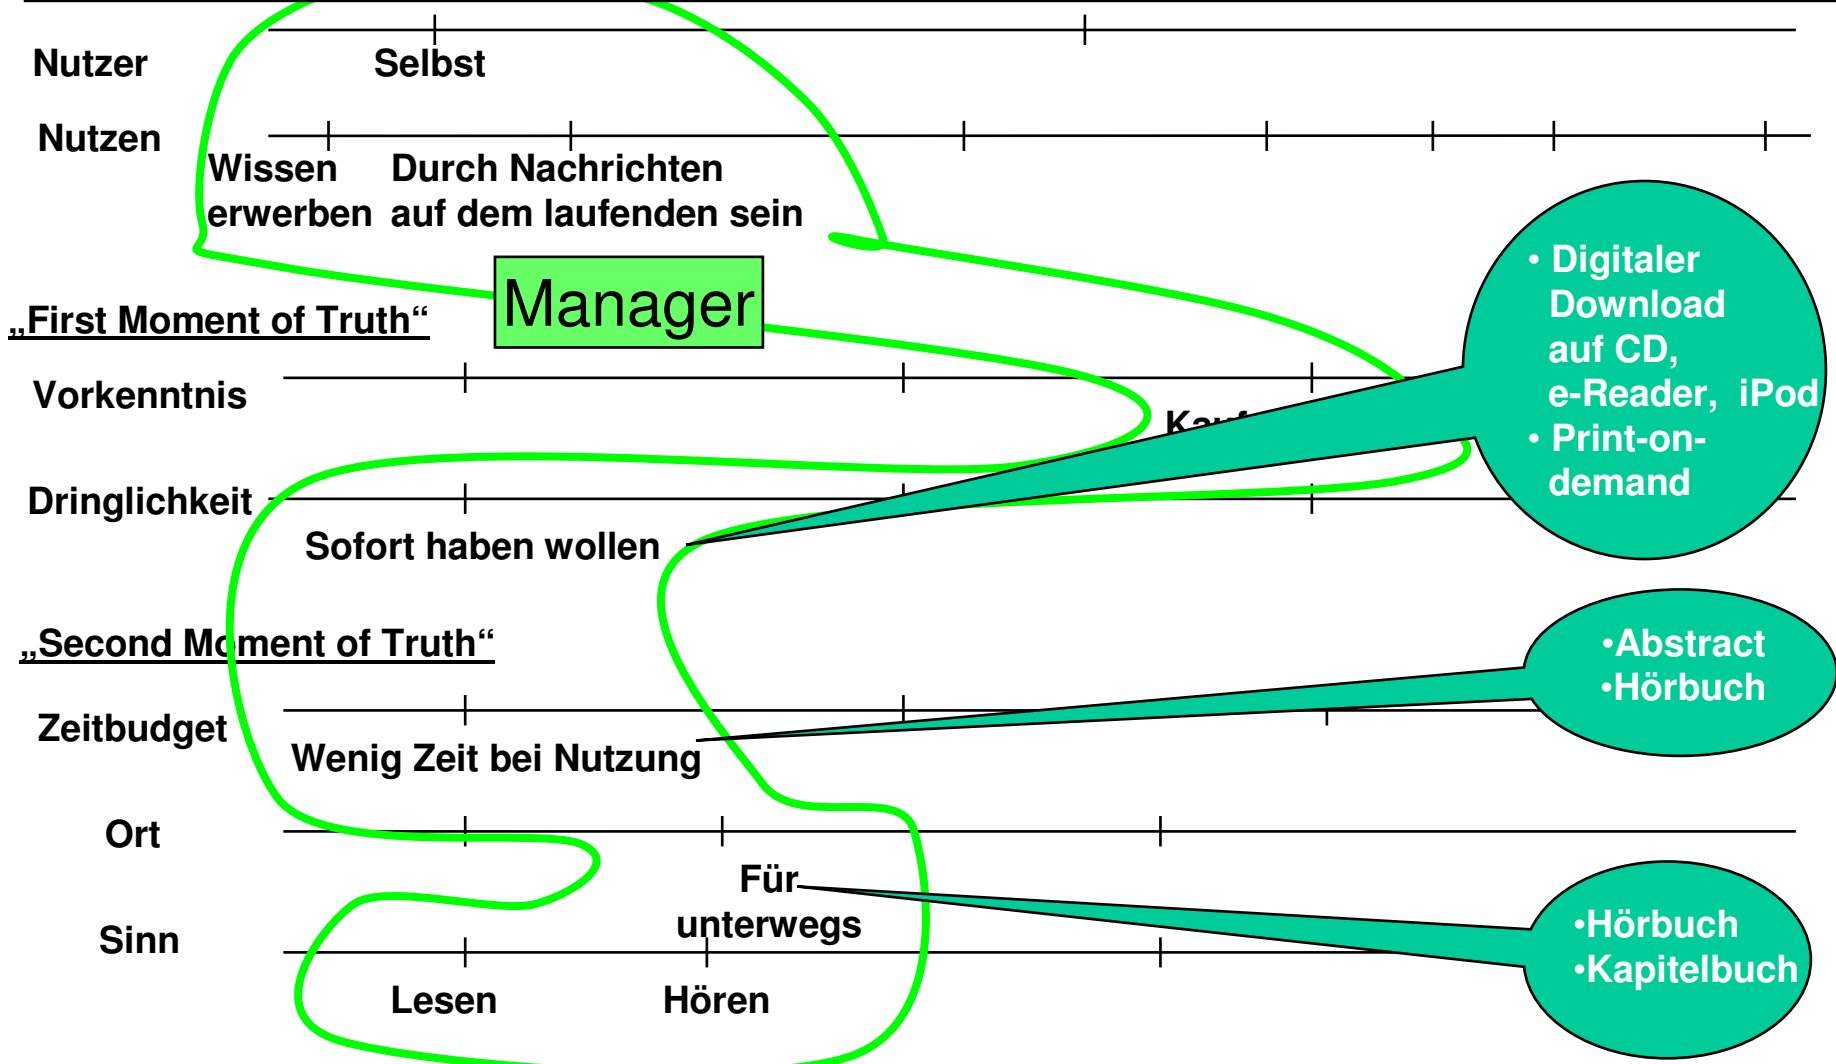 Nutzer
Selbst
Nutzen
Wissen
erwerben
Durch Nachrichten
auf dem laufenden sein
Manager
„First Moment of Truth“
Vorkenntnis
Dringlichkeit
Sofort haben wollen
• Digitaler
Download
auf CD,
e-Reader, iPod
• Print-on-
demand
„Second Moment of Truth“
Zeitbudget
Wenig Zeit bei Nutzung
•Abstract
•Hörbuch
Ort
Für
unterwegs
Sinn
Lesen
Hören
•Hörbuch
•Kapitelbuch